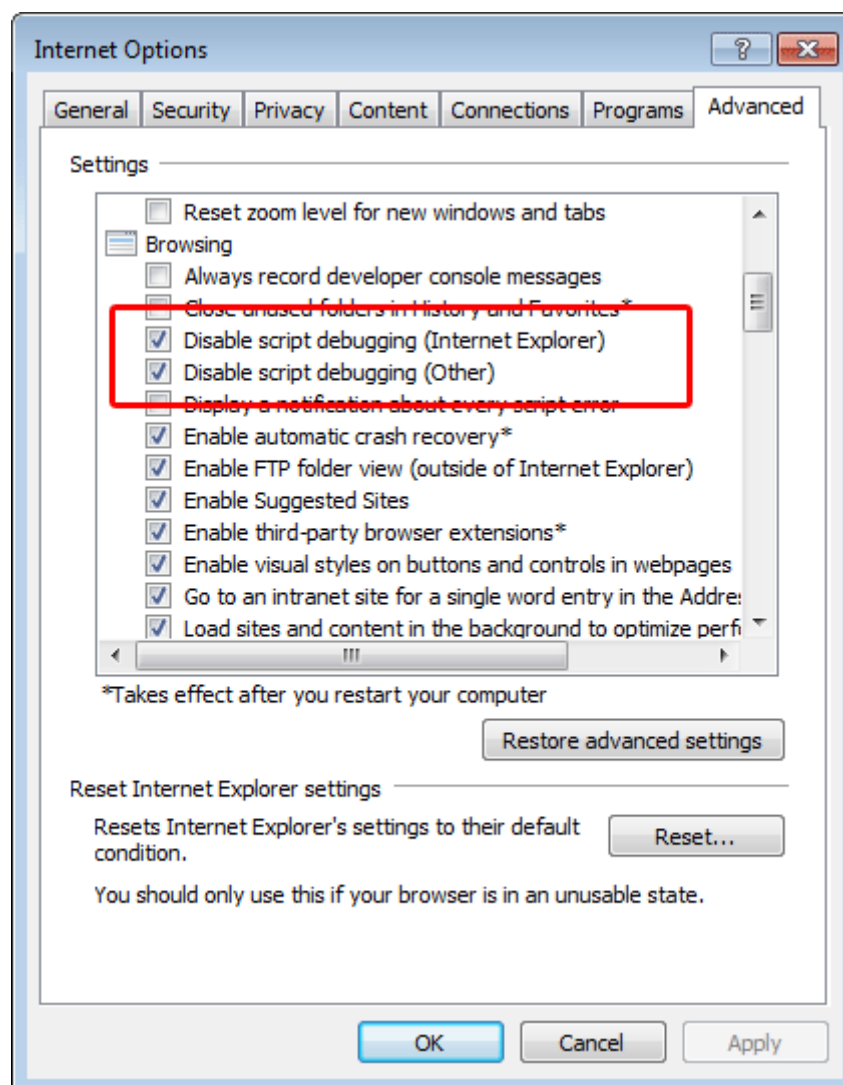 Internet Options
General Security Privacy Content Connections Programs Advanced
Settings
Reset zoom level for new windows and tabs
Browsing
Always record developer console messages
Close unused folders in History and Favorites*
Disable script debugging (Internet Explorer)
Disable script debugging (Other)
Display a notification about every script error
Enable automatic crash recovery*
Enable FTP folder view (outside of Internet Explorer)
Enable Suggested Sites
Enable third-party browser extensions*
Enable visual styles on buttons and controls in webpages
Go to an intranet site for a single word entry in the Addre
Load sites and content in the background to optimize perf
*Takes effect after you restart your computer
Restore advanced settings
Reset Internet Explorer settings
Resets Internet Explorer's settings to their default
condition.
Reset...
You should only use this if your browser is in an unusable state.
OK Cancel Apply